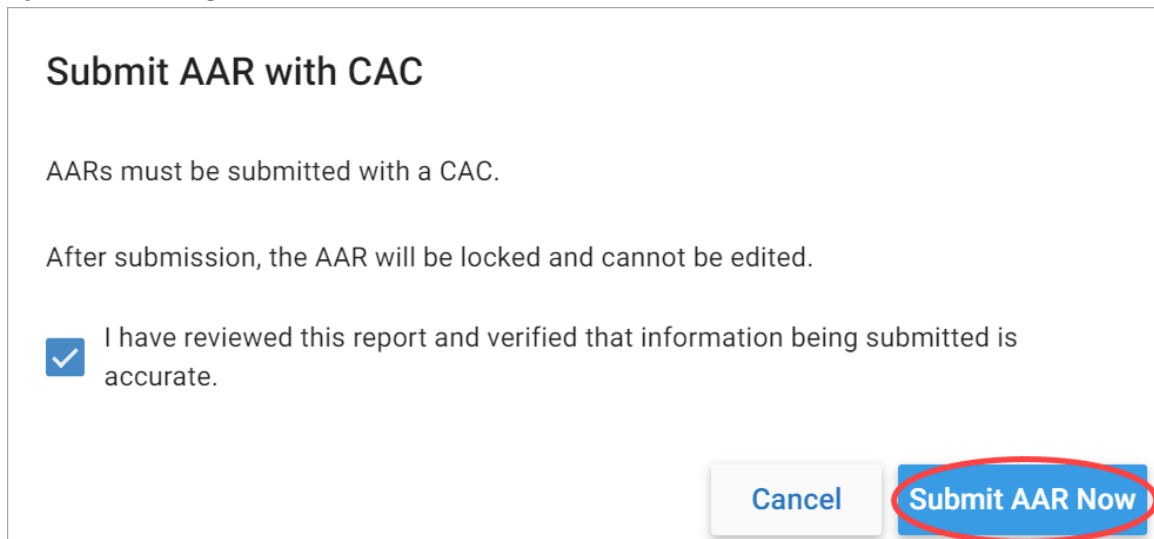 Submit AAR with CAC
AARs must be submitted with a CAC.
After submission, the AAR will be locked and cannot be edited.
I have reviewed this report and verified that information being submitted is
accurate.
Cancel
Submit AAR Now